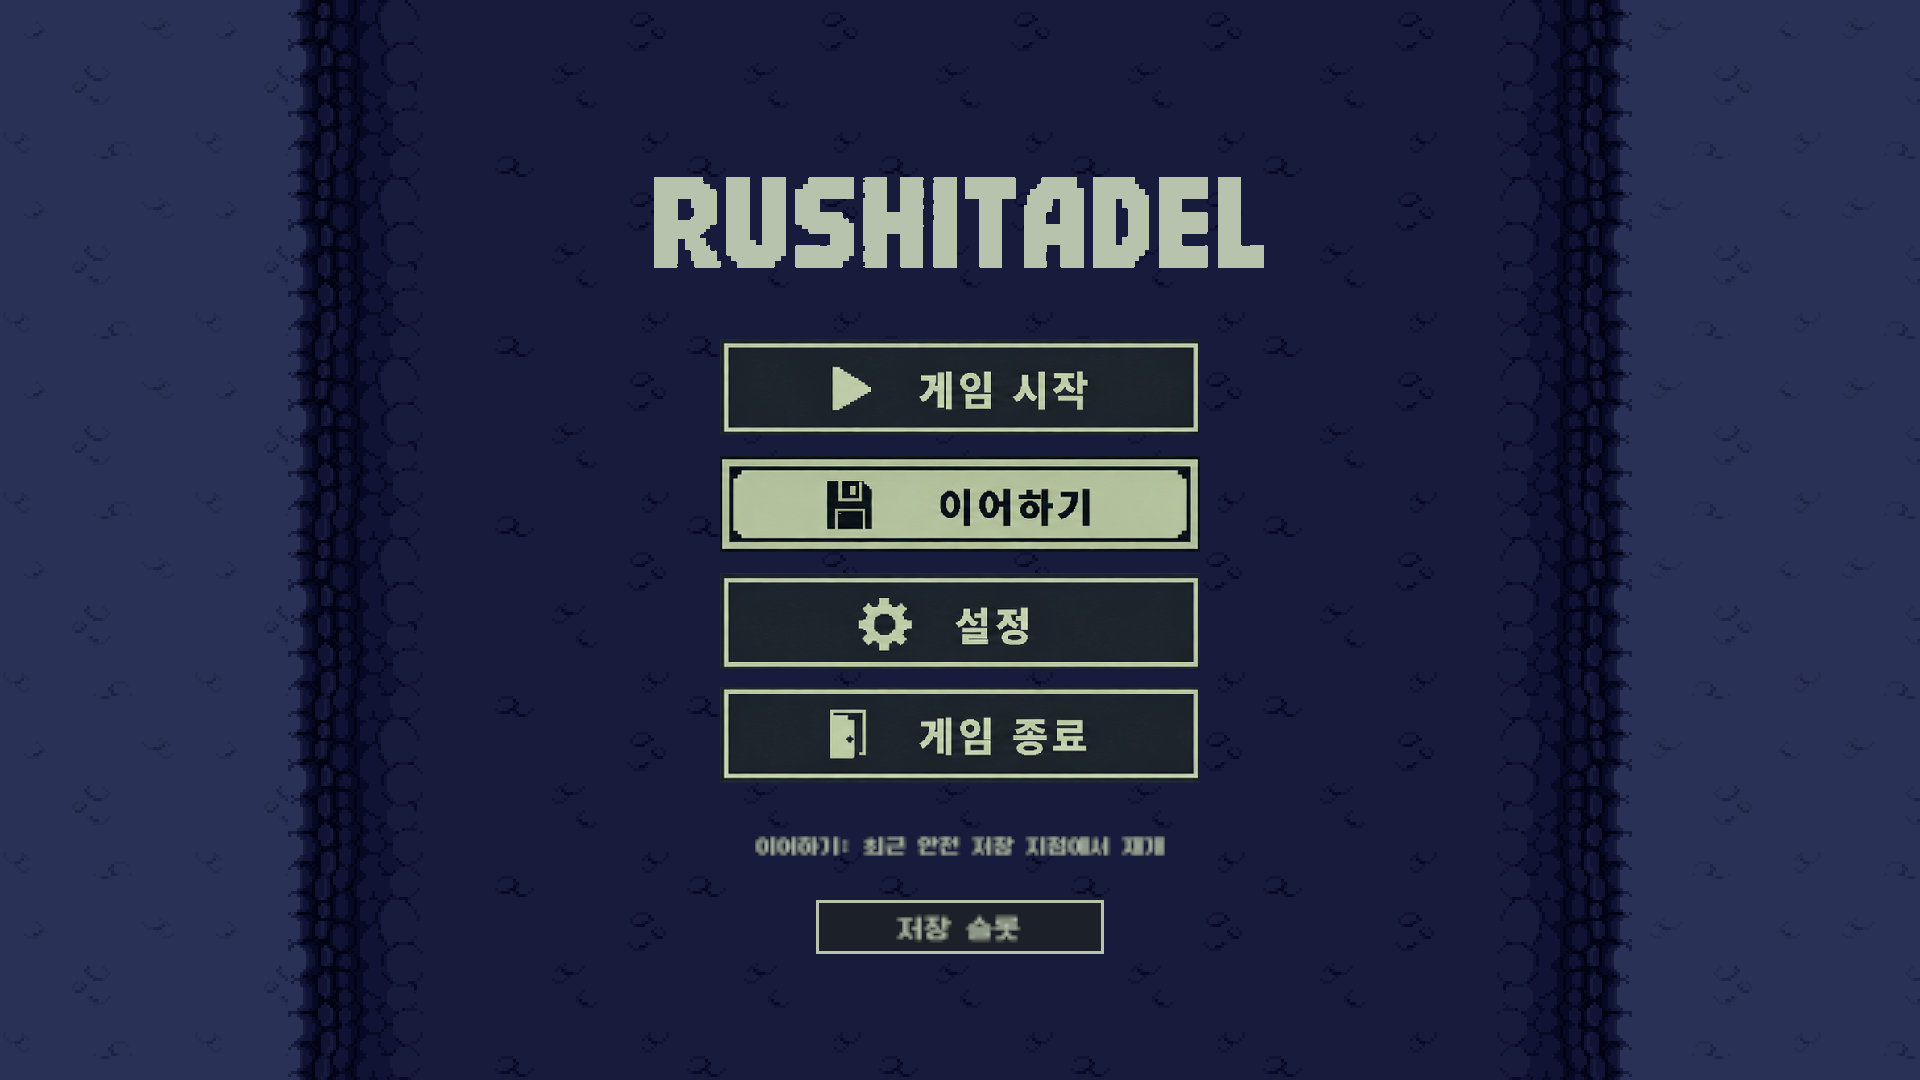 RUSHITADEL
게임 시작
이어하기
설정
게임 종료
이어하기: 최근 안전 저장 지점에서 재개
저장 슬롯